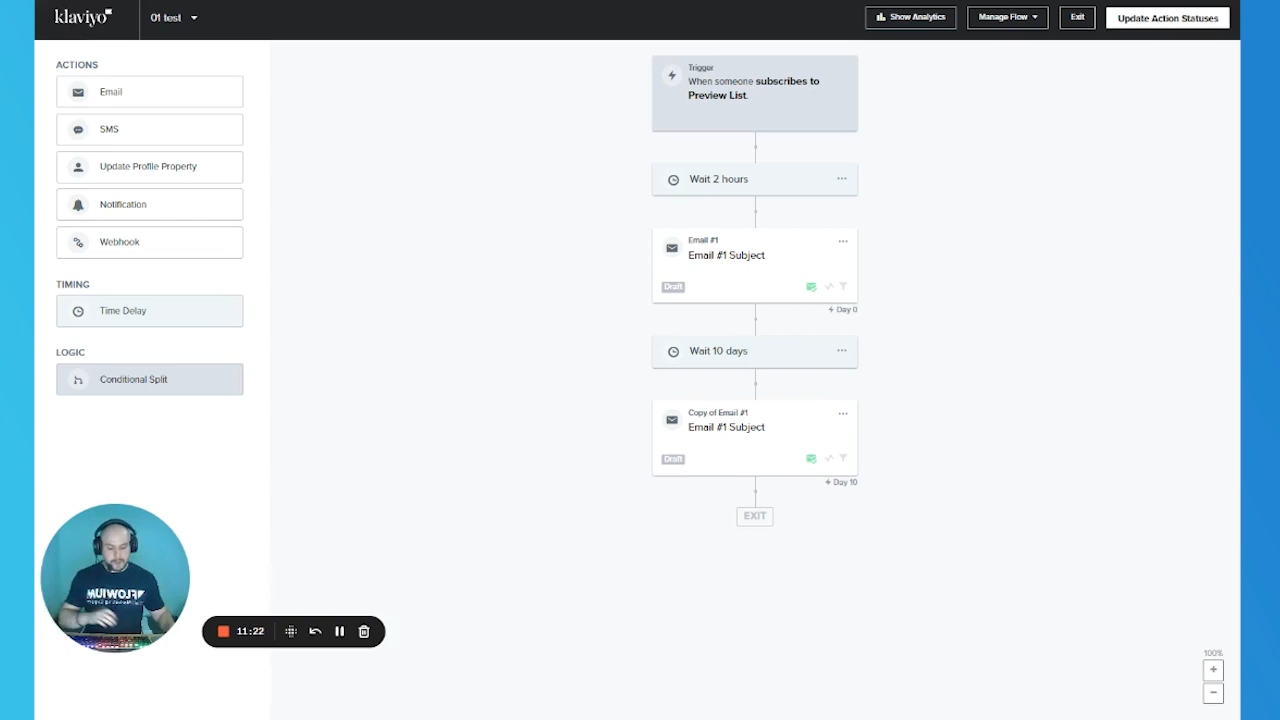 klaviyo
01 test
Show Analytics
Manage Flow
Exit
Update Action Statuses
ACTIONS
Email
SMS
Update Profile Property
Notification
Webhook
TIMING
Time Delay
LOGIC
Conditional Split
Trigger
When someone subscribes to
Preview List.
Wait 2 hours
Email #1
Email #1 Subject
Draft
Day 0
Wait 10 days
Copy of Email #1
Email #1 Subject
Draft
Day 10
EXIT
FLOWIUM
11:22
100%